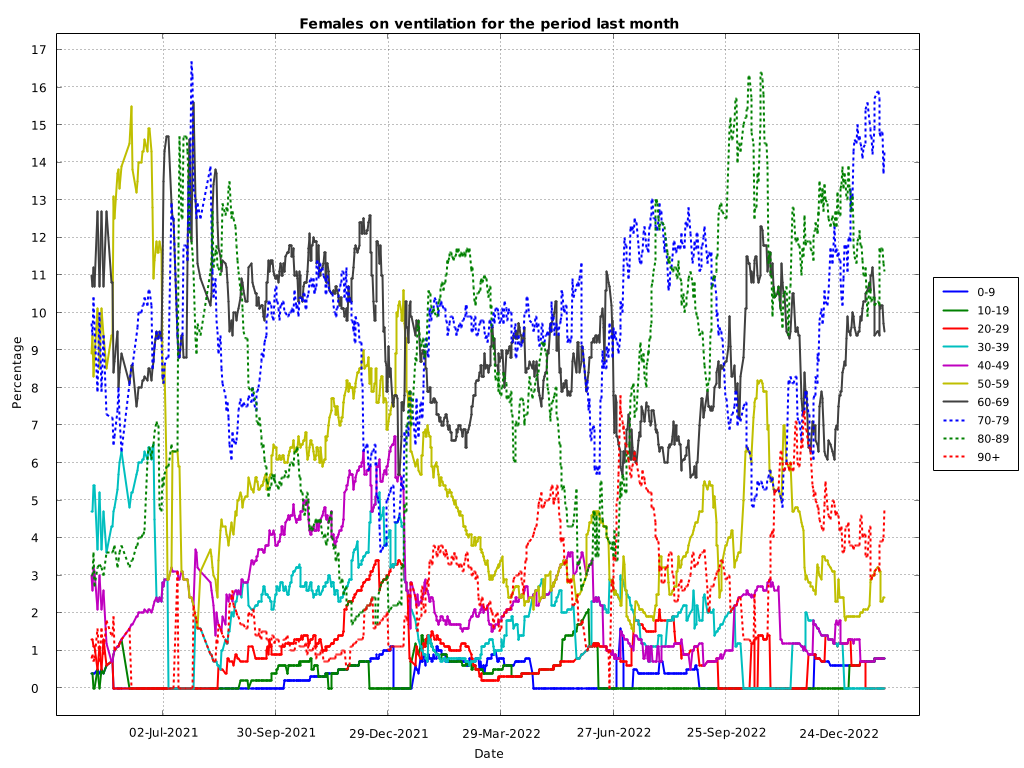 Females on ventilation for the period last month
17
16
15
14
13
12
11
10
9
8
7
6
5
4
3
2
1
0
Percentage
02-Jul-2021
30-Sep-2021
29-Dec-2021
29-Mar-2022
27-Jun-2022
25-Sep-2022
24-Dec-2022
Date
0-9
10-19
20-29
30-39
40-49
50-59
60-69
70-79
80-89
90+